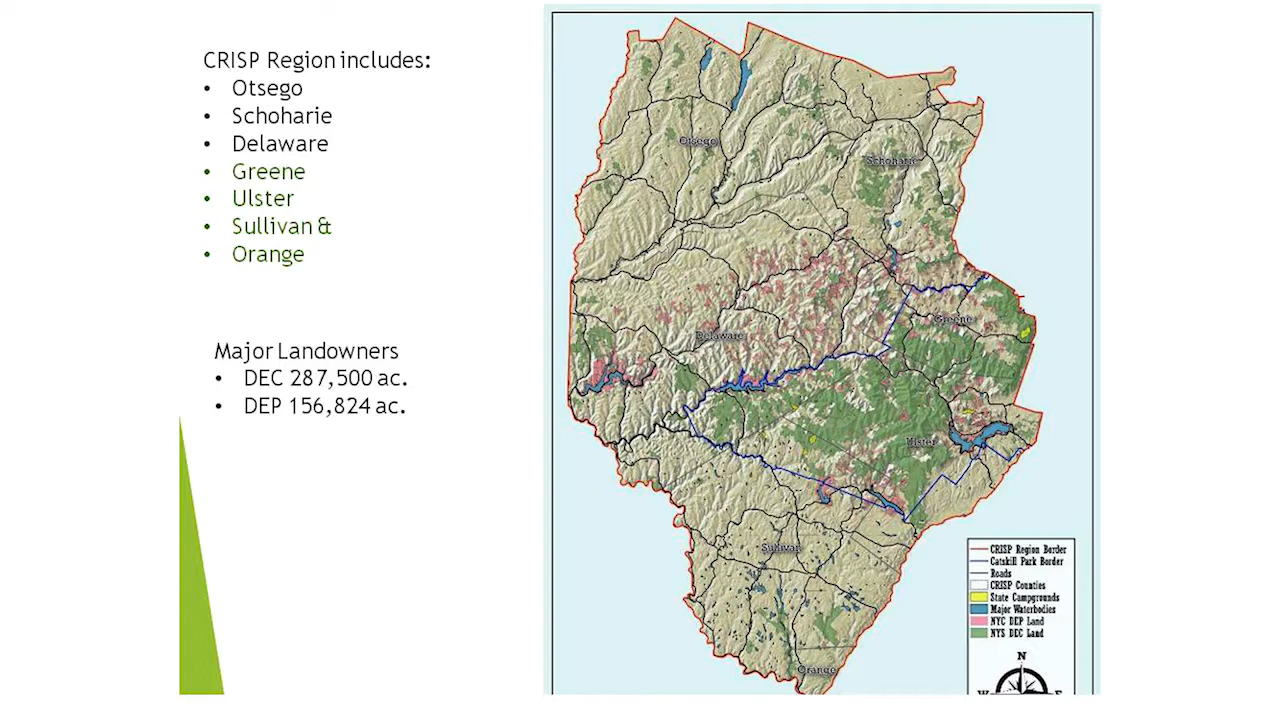 CRISP Region includes:
• Otsego
• Schoharie
• Delaware
• Greene
• Ulster
• Sullivan &
• Orange
Major Landowners
• DEC 287,500 ac.
• DEP 156,824 ac.
Otsego
Schoharie
Greene
Delaware
Ulster
Sullivan
Orange
CRISP Region Border
Catskill Park Border
Roads
CRISP Counties
State Campgrounds
Major Waterbodies
NYC DEP Land
NYS DEC Land
N
W E